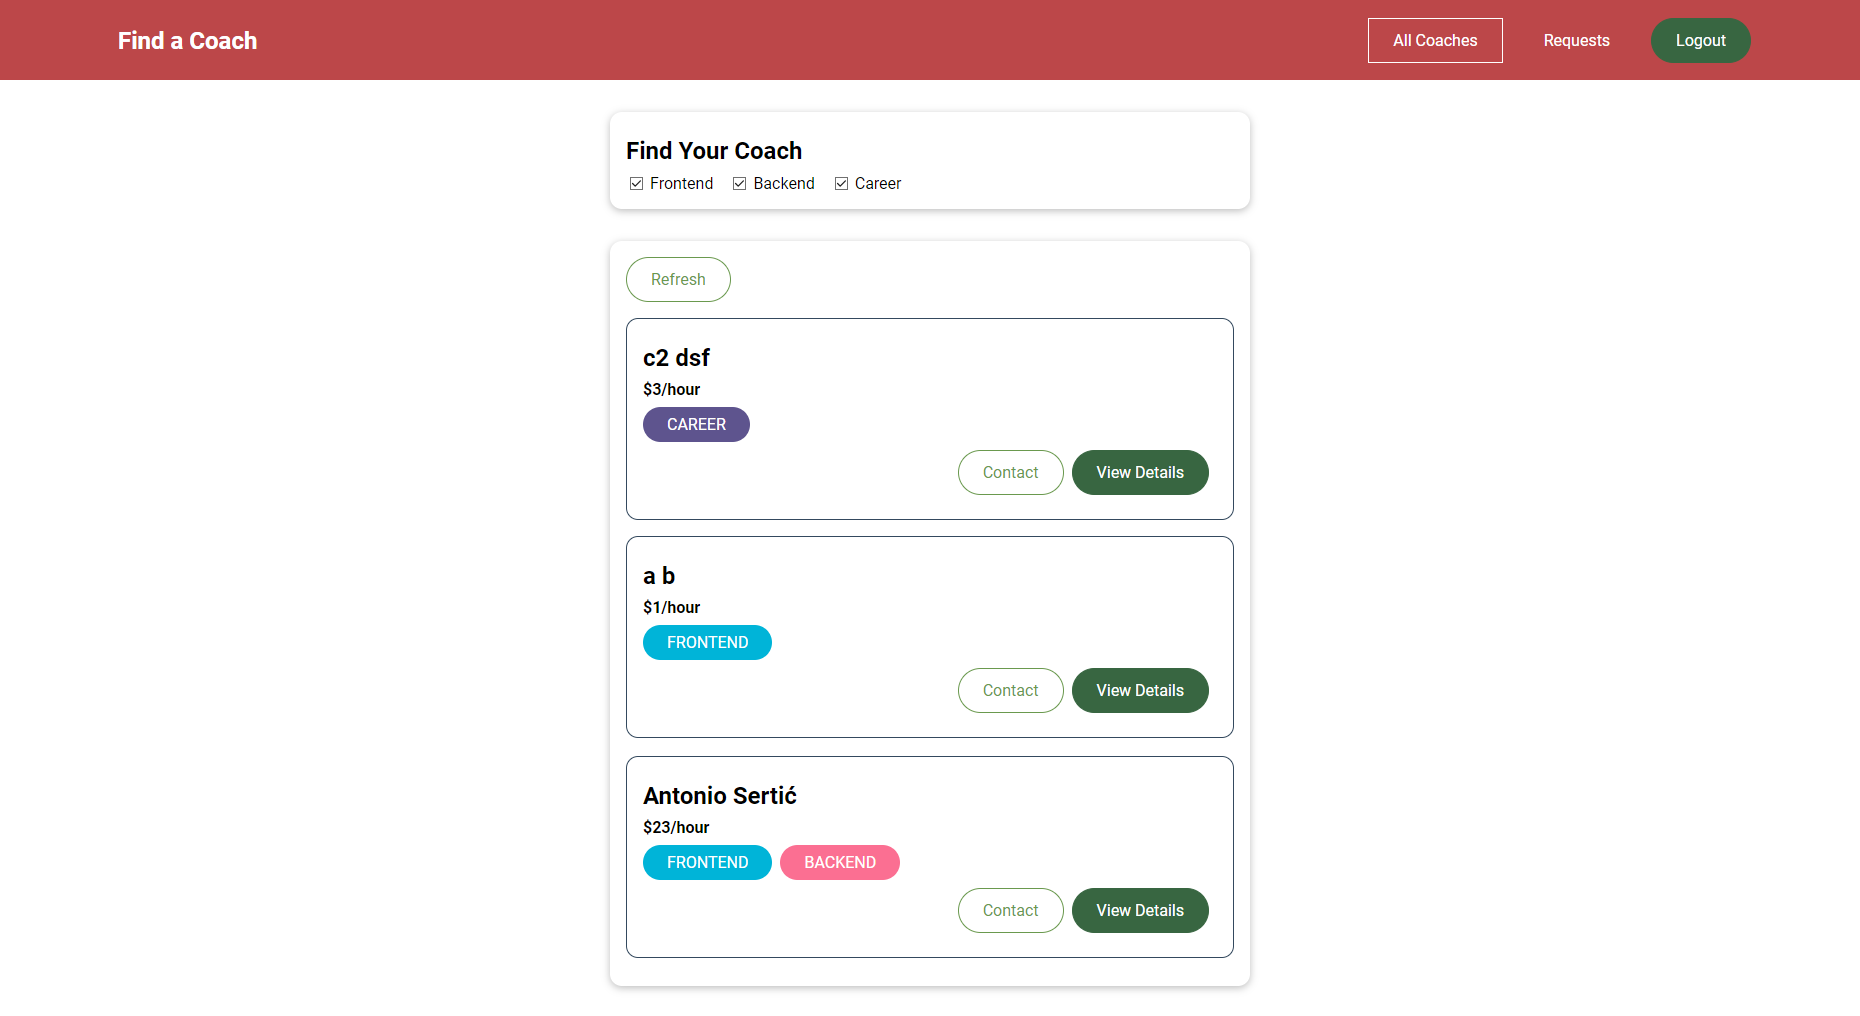 Find a Coach
All Coaches
Requests
Logout
Find Your Coach
Frontend Backend Career
Refresh
c2 dsf
$3/hour
CAREER
Contact View Details
a b
$1/hour
FRONTEND
Contact View Details
Antonio Sertić
$23/hour
FRONTEND BACKEND
Contact View Details